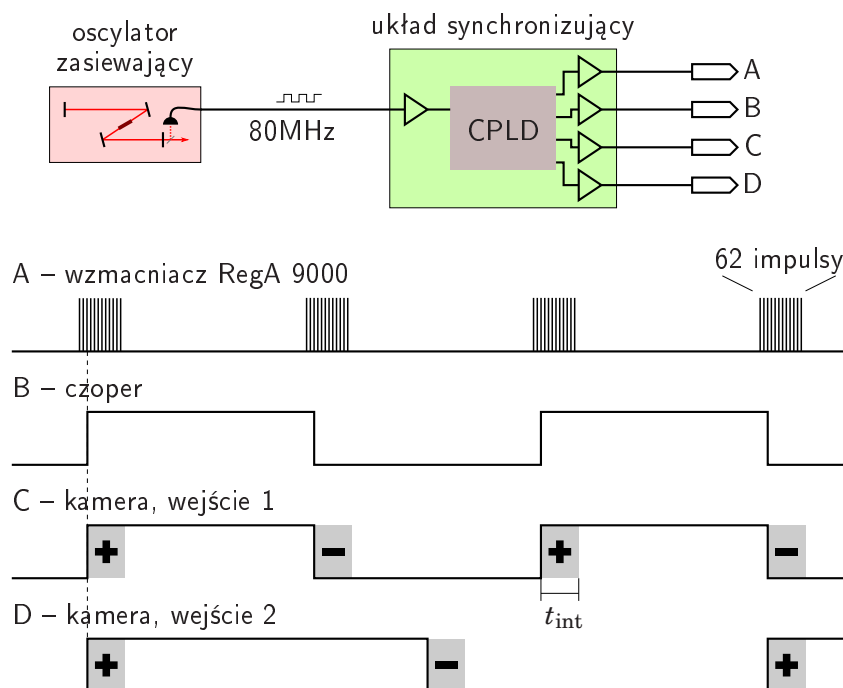 oscylator
zasiewający
układ synchronizujący
80MHz
CPLD
A
B
C
D
A – wzmacniacz RegA 9000
62 impulsy
B – czoper
C – kamera, wejście 1
+
−
+
−
t_int
D – kamera, wejście 2
+
−
+